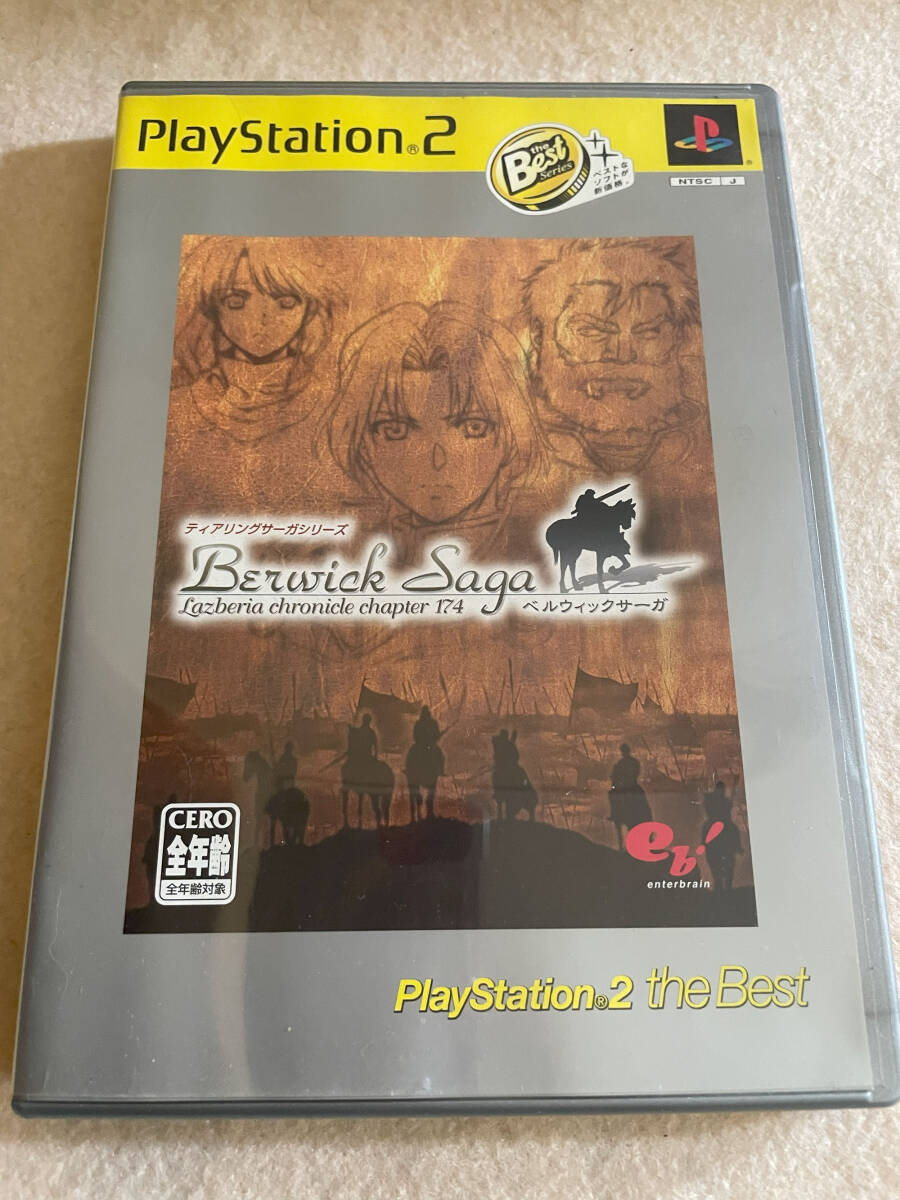 PlayStation®2
the Best Series
ベストな
ソフトが
新価格。
®
NTSC J
ティアリングサーガシリーズ
Berwick Saga
Lazberia chronicle chapter 174
ベルウィックサーガ
CERO
全年齢
全年齢対象
eb!
enterbrain
PlayStation®2 the Best